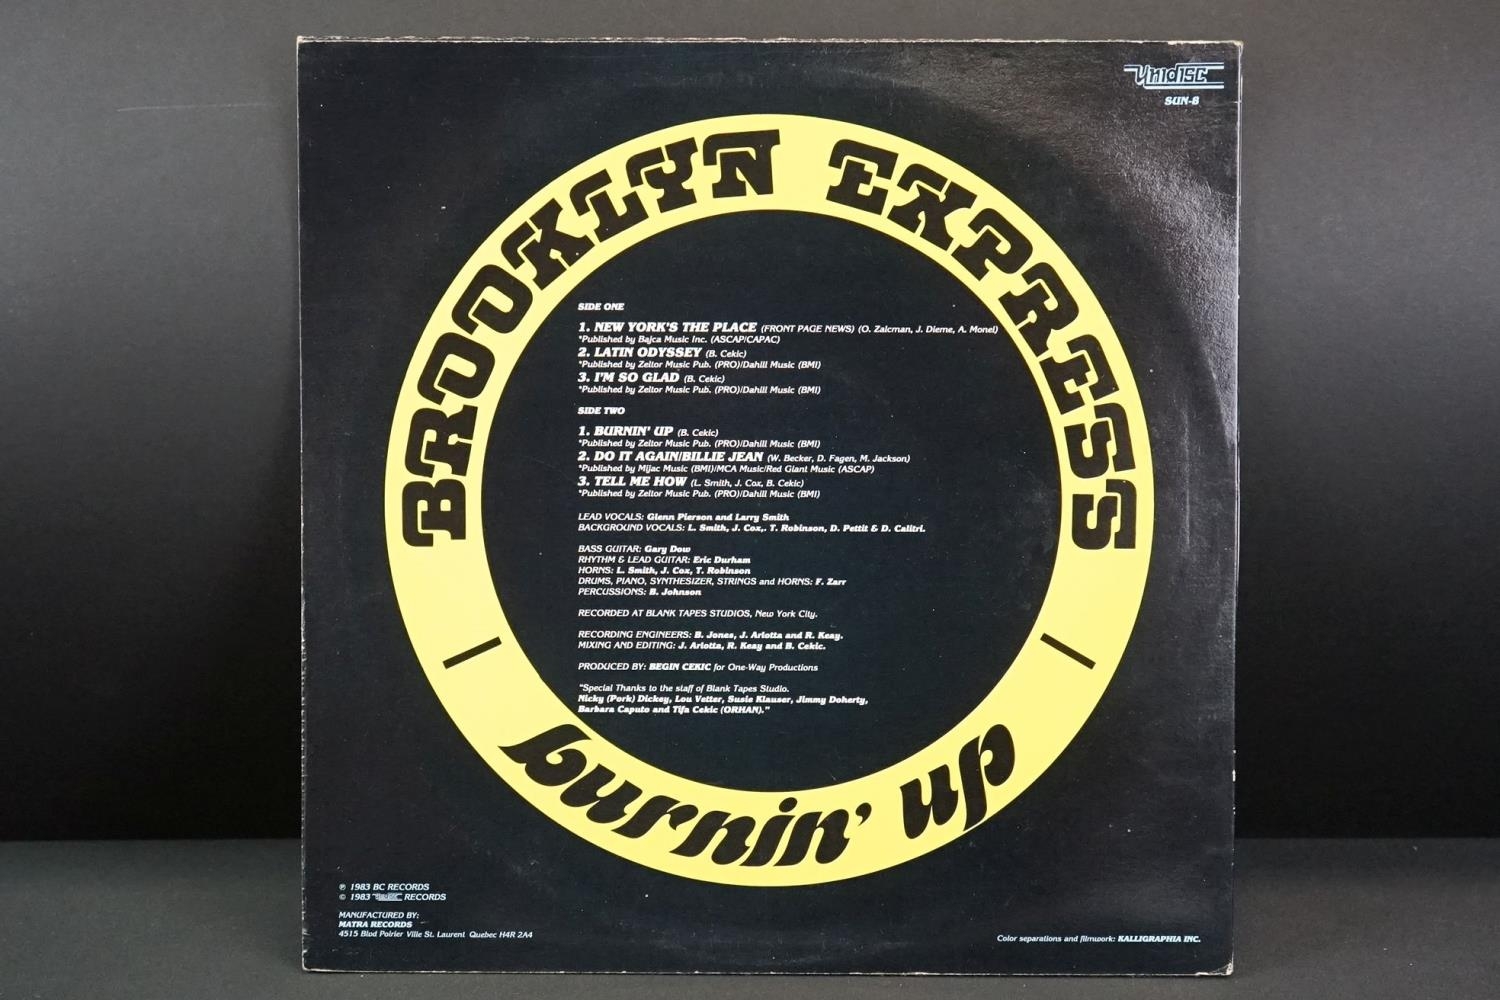 Unidisc
SUN-8
BROOKLYN EXPRESS
SIDE ONE
1. NEW YORK'S THE PLACE (FRONT PAGE NEWS) (O. Zalcman, J. Dieme, A. Monel)
*Published by Bajca Music Inc. (ASCAP/CAPAC)
2. LATIN ODYSSEY (B. Cekic)
*Published by Zeltor Music Pub. (PRO)/Dahill Music (BMI)
3. I'M SO GLAD (B. Cekic)
*Published by Zeltor Music Pub. (PRO)/Dahill Music (BMI)
SIDE TWO
1. BURNIN' UP (B. Cekic)
*Published by Zeltor Music Pub. (PRO)/Dahill Music (BMI)
2. DO IT AGAIN/BILLIE JEAN (W. Becker, D. Fagen, M. Jackson)
*Published by Mijac Music (BMI)/MCA Music/Red Giant Music (ASCAP)
3. TELL ME HOW (L. Smith, J. Cox, B. Cekic)
*Published by Zeltor Music Pub. (PRO)/Dahill Music (BMI)
LEAD VOCALS: Glenn Pierson and Larry Smith
BACKGROUND VOCALS: L. Smith, J. Cox,. T. Robinson, D. Pettit & D. Calitri.
BASS GUITAR: Gary Dow
RHYTHM & LEAD GUITAR: Eric Durham
HORNS: L. Smith, J. Cox, T. Robinson
DRUMS, PIANO, SYNTHESIZER, STRINGS and HORNS: F. Zarr
PERCUSSIONS: B. Johnson
RECORDED AT BLANK TAPES STUDIOS, New York City.
RECORDING ENGINEERS: B. Jones, J. Arlotta and R. Keay.
MIXING AND EDITING: J. Arlotta, R. Keay and B. Cekic.
PRODUCED BY: BEGIN CEKIC for One-Way Productions
"Special Thanks to the staff of Blank Tapes Studio.
Nicky (Pork) Dickey, Lou Vetter, Susie Klauser, Jimmy Doherty,
Barbara Caputo and Tifa Cekic (ORHAN)."
burnin' up
℗ 1983 BC RECORDS
© 1983 Unidisc RECORDS
MANUFACTURED BY:
MATRA RECORDS
4515 Blod Poirier Ville St. Laurent Quebec H4R 2A4
Color separations and filmwork: KALLIGRAPHIA INC.